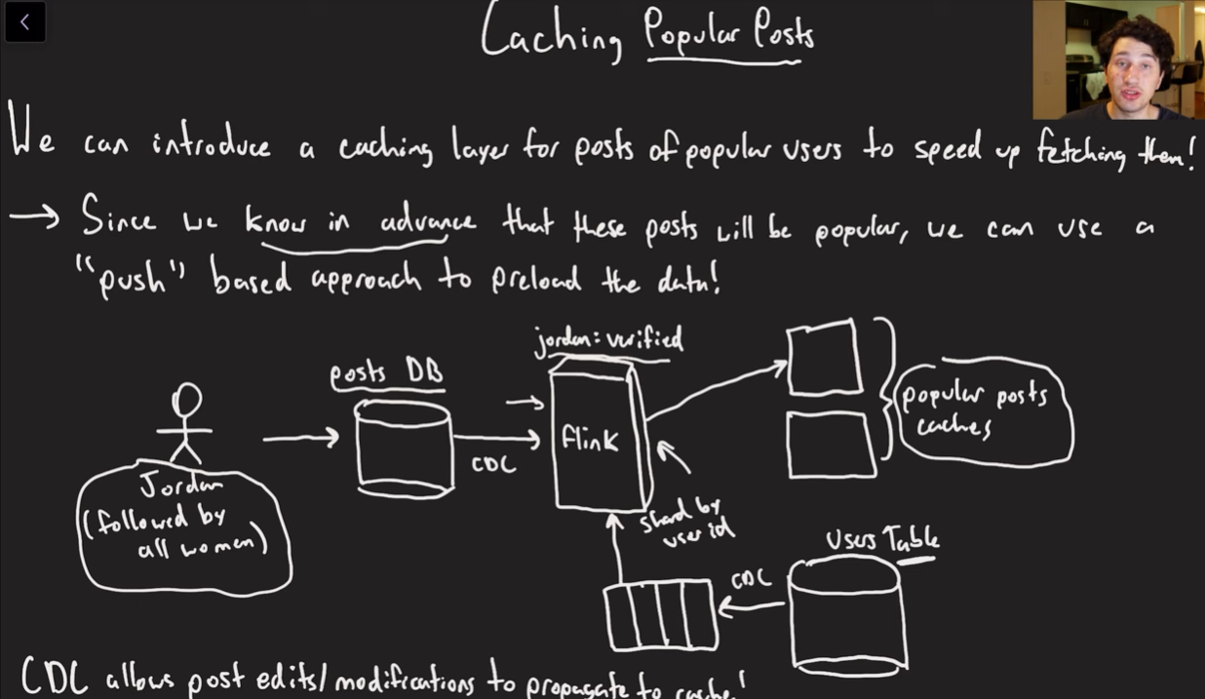 Caching Popular Posts
We can introduce a caching layer for posts of popular users to speed up fetching them!
→ Since we know in advance that these posts will be popular, we can use a
"push" based approach to preload the data!
jordan: verified
posts DB
flink
CDC
popular posts
caches
Jordan
(followed by
all women)
shard by
user id
Users Table
CDC
CDC allows post edits/modifications to propagate to cache!